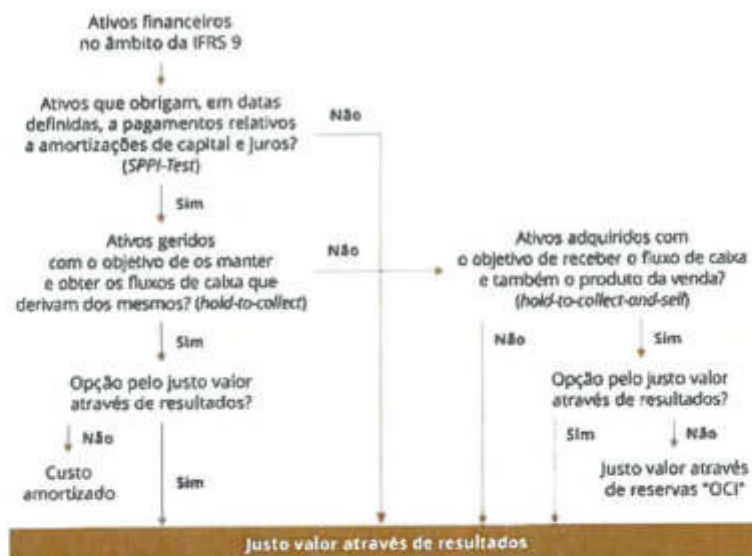 Ativos financeiros
no âmbito da IFRS 9
Ativos que obrigam, em datas
definidas, a pagamentos relativos
a amortizações de capital e juros?
(SPPI-Test)
Não
Sim
Ativos geridos
com o objetivo de os manter
e obter os fluxos de caixa que
derivam dos mesmos? (hold-to-collect)
Não
Ativos adquiridos com
o objetivo de receber o fluxo de caixa
e também o produto da venda?
(hold-to-collect-and-sell)
Sim
Não
Sim
Opção pelo justo valor
através de resultados?
Opção pelo justo valor
através de resultados?
Não
Sim
Sim
Não
Custo
amortizado
Justo valor através
de reservas "OCI"
Justo valor através de resultados